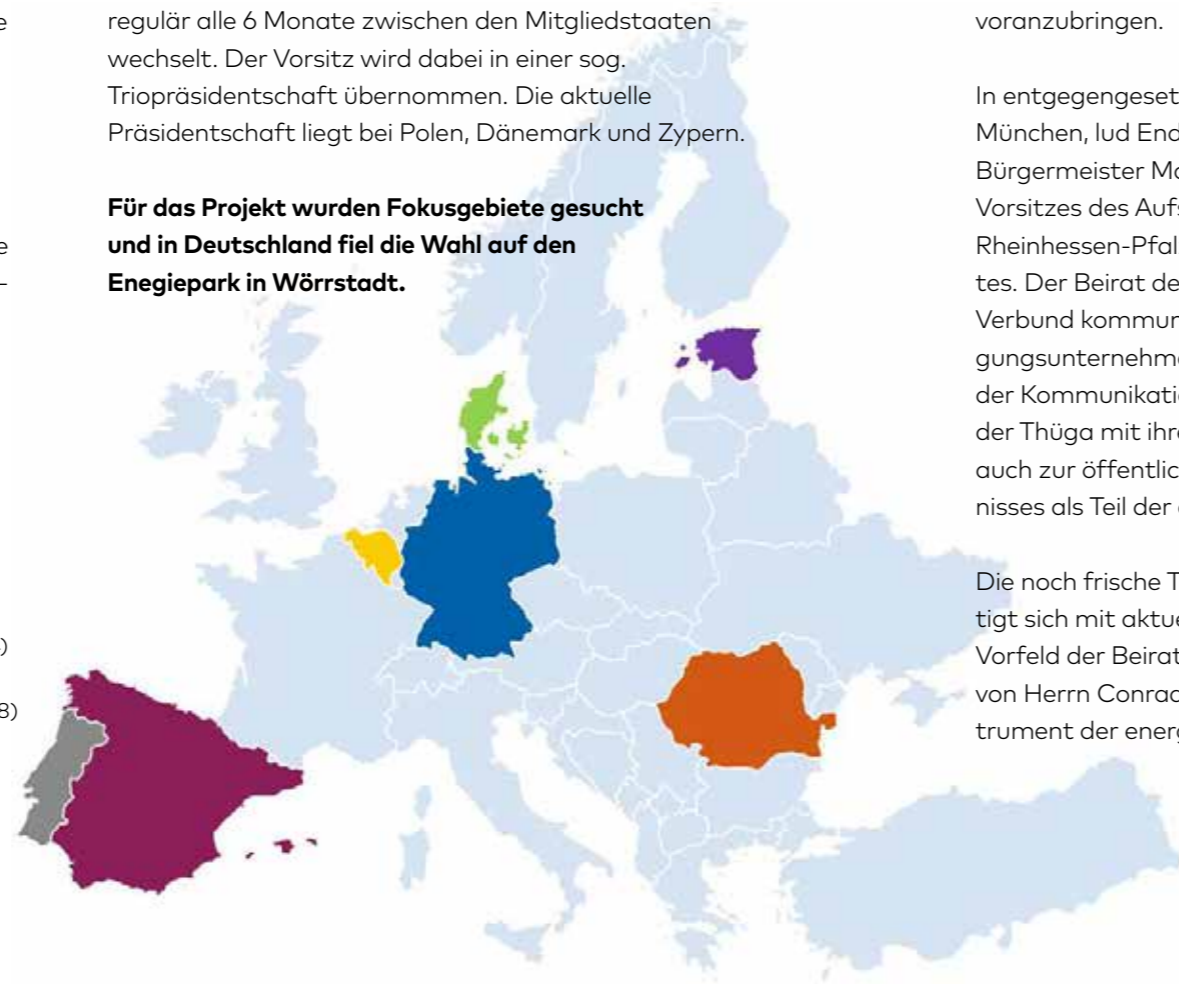 e
e
–
)
8)
regulär alle 6 Monate zwischen den Mitgliedstaaten
wechselt. Der Vorsitz wird dabei in einer sog.
Triopräsidentschaft übernommen. Die aktuelle
Präsidentschaft liegt bei Polen, Dänemark und Zypern.
Für das Projekt wurden Fokusgebiete gesucht
und in Deutschland fiel die Wahl auf den
Enegiepark in Wörrstadt.
voranzubringen.
In entgegengeset
München, lud End
Bürgermeister Ma
Vorsitzes des Aufs
Rheinhessen-Pfal
tes. Der Beirat de
Verbund kommun
gungsunternehme
der Kommunikatio
der Thüga mit ihre
auch zur öffentlic
nisses als Teil der
Die noch frische T
tigt sich mit aktue
Vorfeld der Beirat
von Herrn Conrad
trument der energ